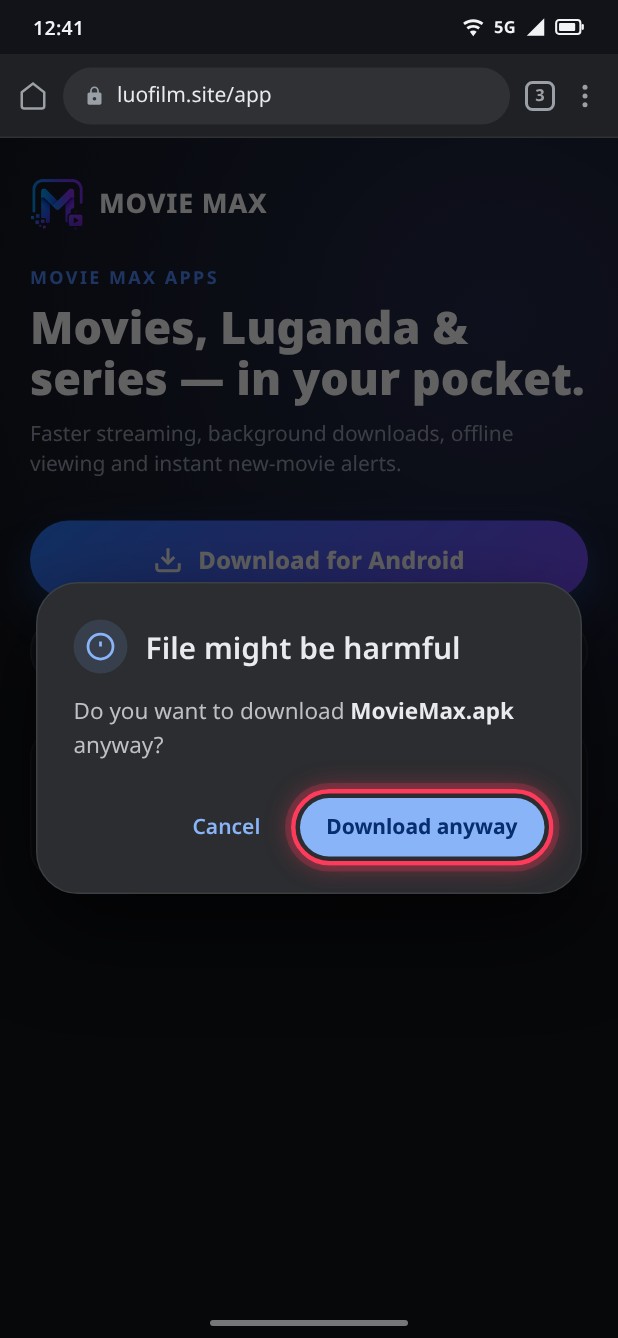 12:41
5G
luofilm.site/app
3
MOVIE MAX
MOVIE MAX APPS
Movies, Luganda &
series — in your pocket.
Faster streaming, background downloads, offline
viewing and instant new-movie alerts.
Download for Android
File might be harmful
Do you want to download MovieMax.apk
anyway?
Cancel
Download anyway